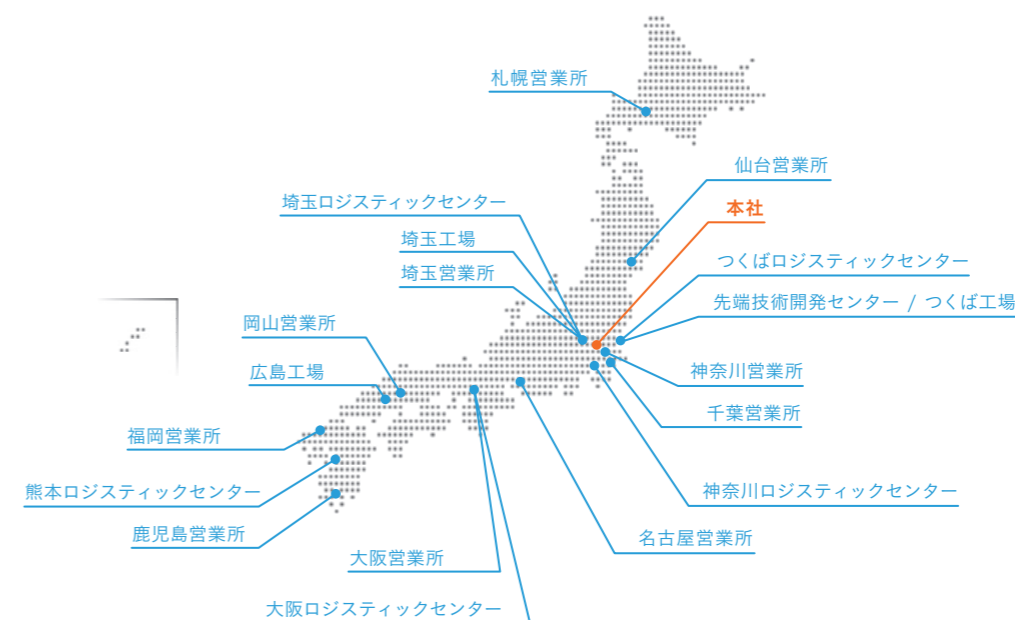 札幌営業所
仙台営業所
本社
埼玉ロジスティックセンター
埼玉工場
埼玉営業所
つくばロジスティックセンター
先端技術開発センター / つくば工場
岡山営業所
広島工場
神奈川営業所
千葉営業所
福岡営業所
熊本ロジスティックセンター
神奈川ロジスティックセンター
鹿児島営業所
名古屋営業所
大阪営業所
大阪ロジスティックセンター